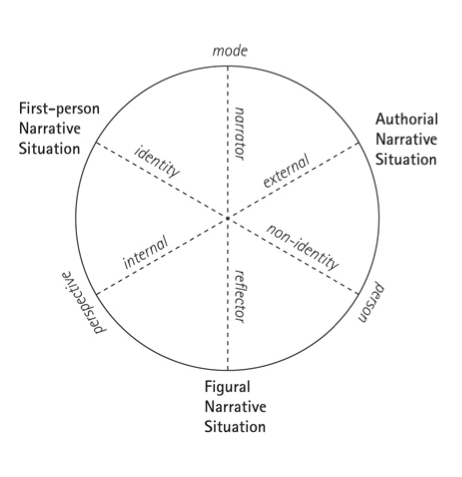 mode
First-person
Narrative
Situation
Authorial
Narrative
Situation
narrator
identity
external
internal
non-identity
reflector
perspective
person
Figural
Narrative
Situation